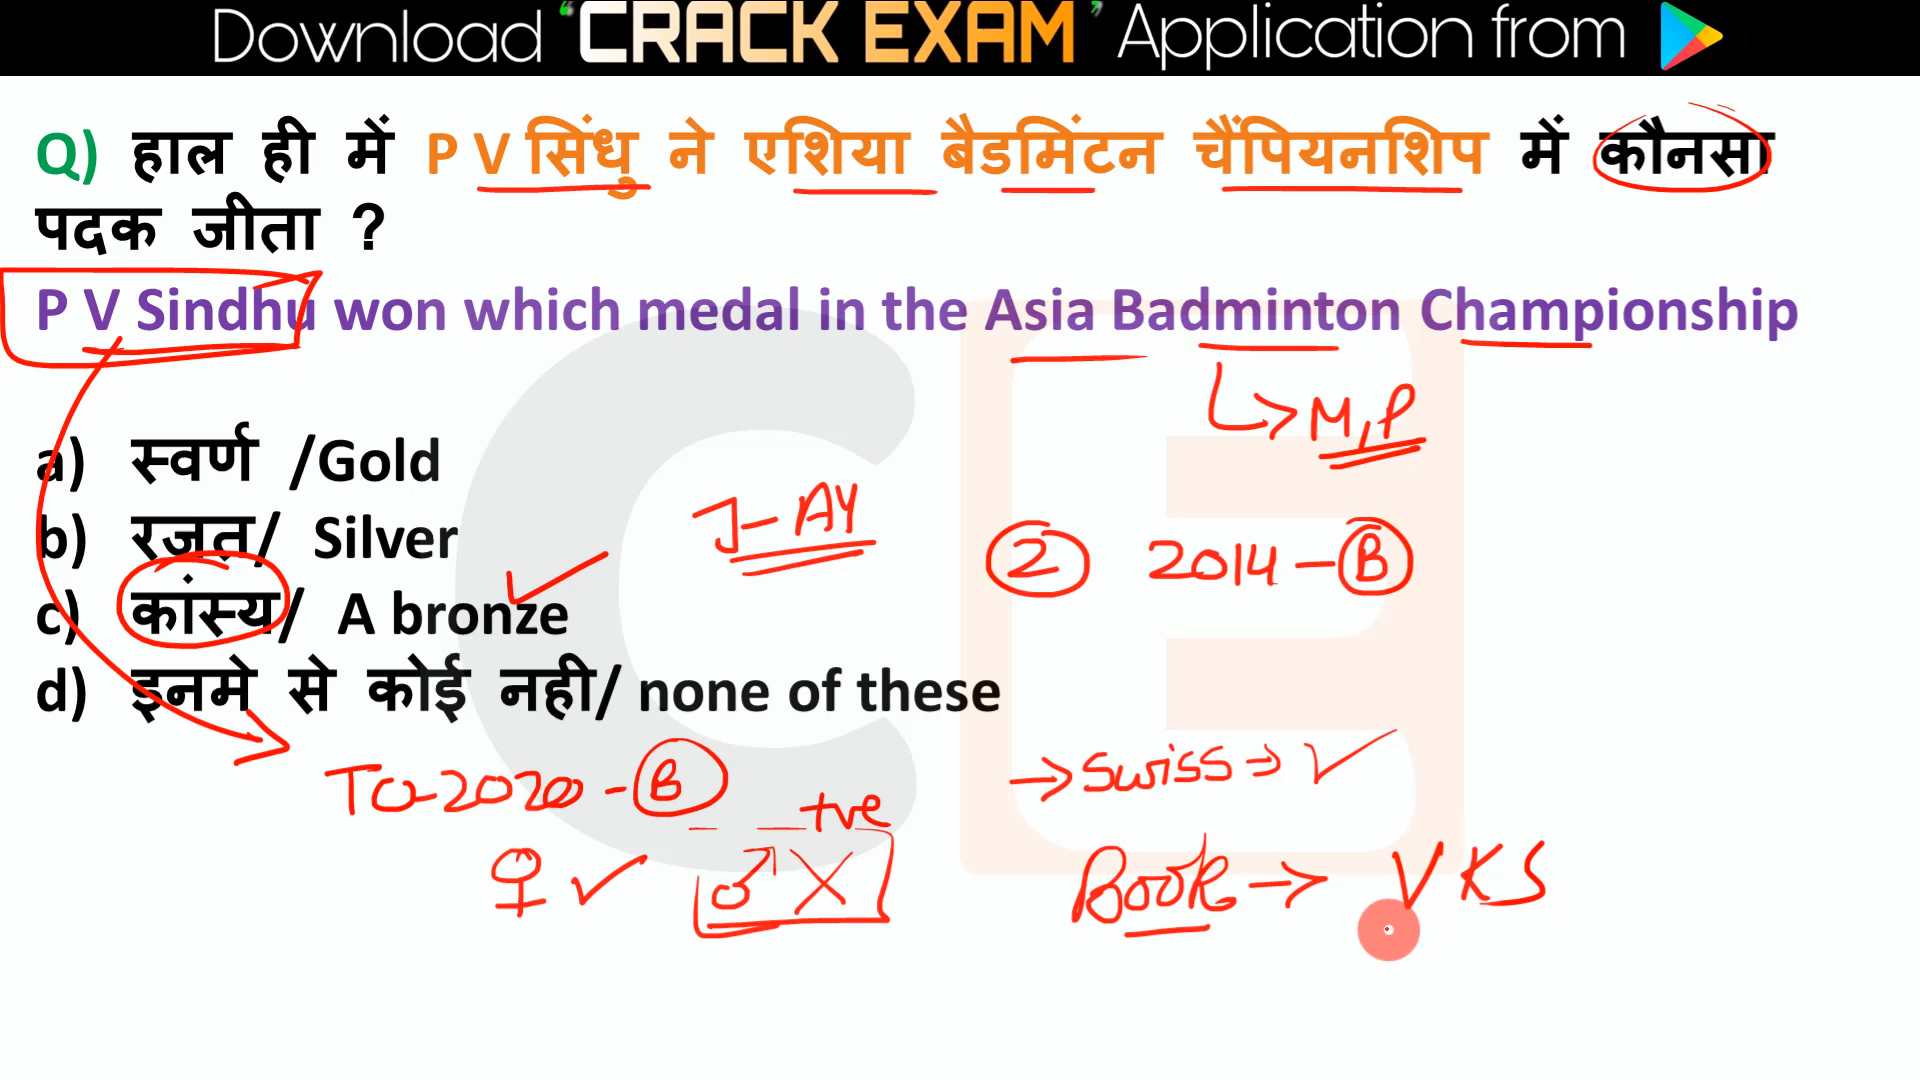 Download 'CRACK EXAM' Application from
Q) हाल ही में P V सिंधु ने एशिया बैडमिंटन चैंपियनशिप में कौनसा
पदक जीता ?
P V Sindhu won which medal in the Asia Badminton Championship
M,P
a) स्वर्ण /Gold
J-AY
b) रजत/ Silver
2 2014-B
c) कांस्य/ A bronze
d) इनमे से कोई नही/ none of these
→Swiss→✓
TO-2020-B
+ve
♀✓ ♂X
Book→VKS
CE